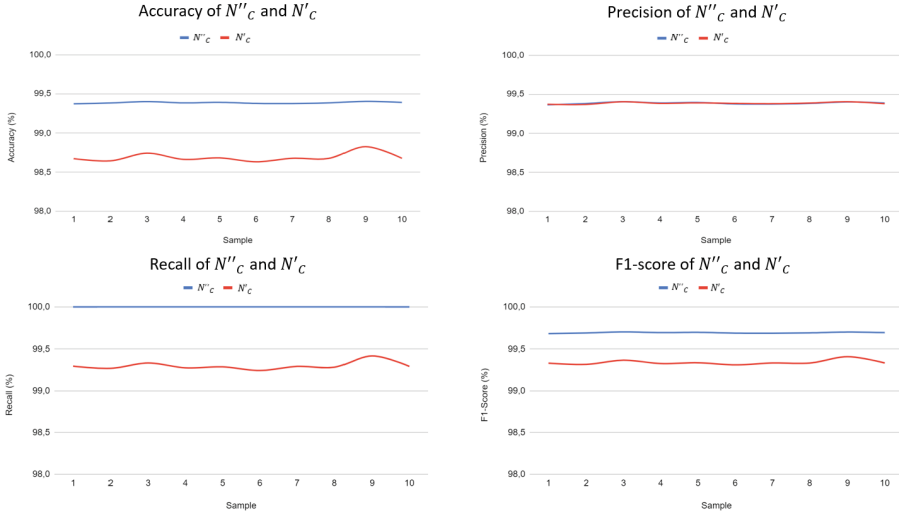 Accuracy of N''C and N'C
N''C N'C
100,0
99,5
99,0
98,5
98,0
Accuracy (%)
1 2 3 4 5 6 7 8 9 10
Sample
Precision of N''C and N'C
N''C N'C
100,0
99,5
99,0
98,5
98,0
Precision (%)
1 2 3 4 5 6 7 8 9 10
Sample
Recall of N''C and N'C
N''C N'C
100,0
99,5
99,0
98,5
98,0
Recall (%)
1 2 3 4 5 6 7 8 9 10
Sample
F1-score of N''C and N'C
N''C N'C
100,0
99,5
99,0
98,5
98,0
F1-Score (%)
1 2 3 4 5 6 7 8 9 10
Sample